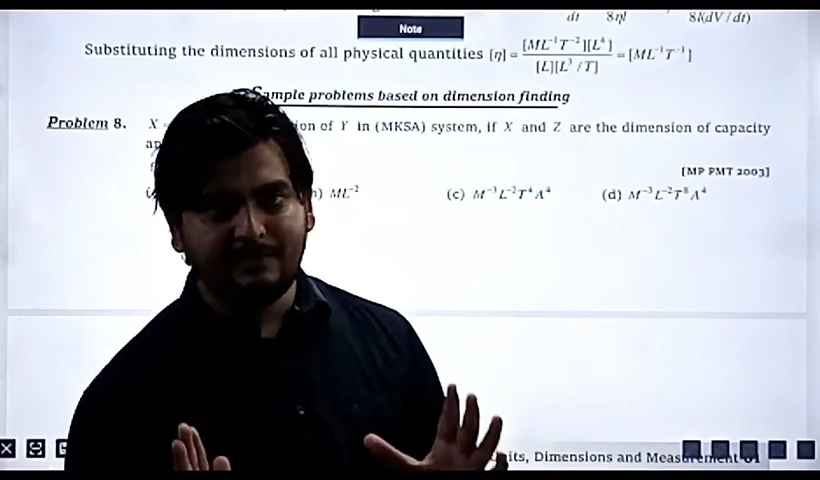 dt 8ηl 8l(dV/dt)
Note
Substituting the dimensions of all physical quantities [η] = [ML⁻¹T⁻²][L⁴] / [L][L³/T] = [ML⁻¹T⁻¹]
Sample problems based on dimension finding
Problem 8. X ion of Y in (MKSA) system, if X and Z are the dimension of capacity
[MP PMT 2003]
ML⁻² (c) M⁻³L⁻²T⁴A⁴ (d) M⁻³L⁻²T⁸A⁴
its, Dimensions and Measurement 61